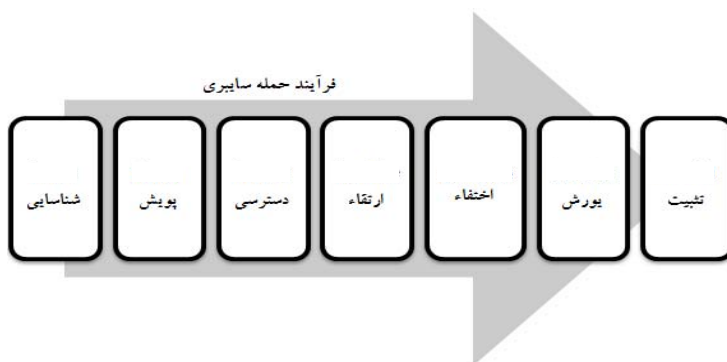 فرآیند حمله سایبری
شناسایی
پویش
دسترسی
ارتقاء
اختفاء
یورش
تثبیت